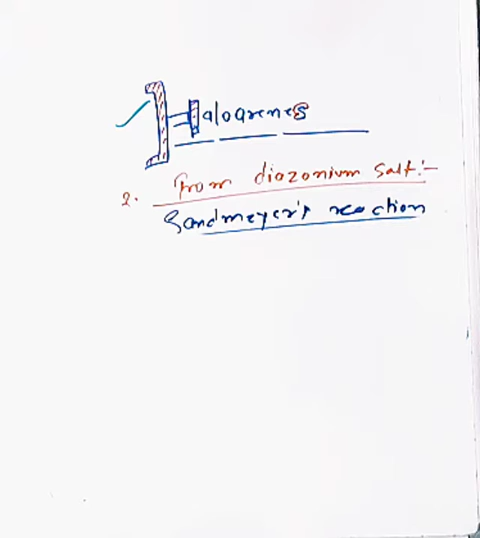 Haloarenes
2. From diazonium salt:-
Sandmeyer's reaction